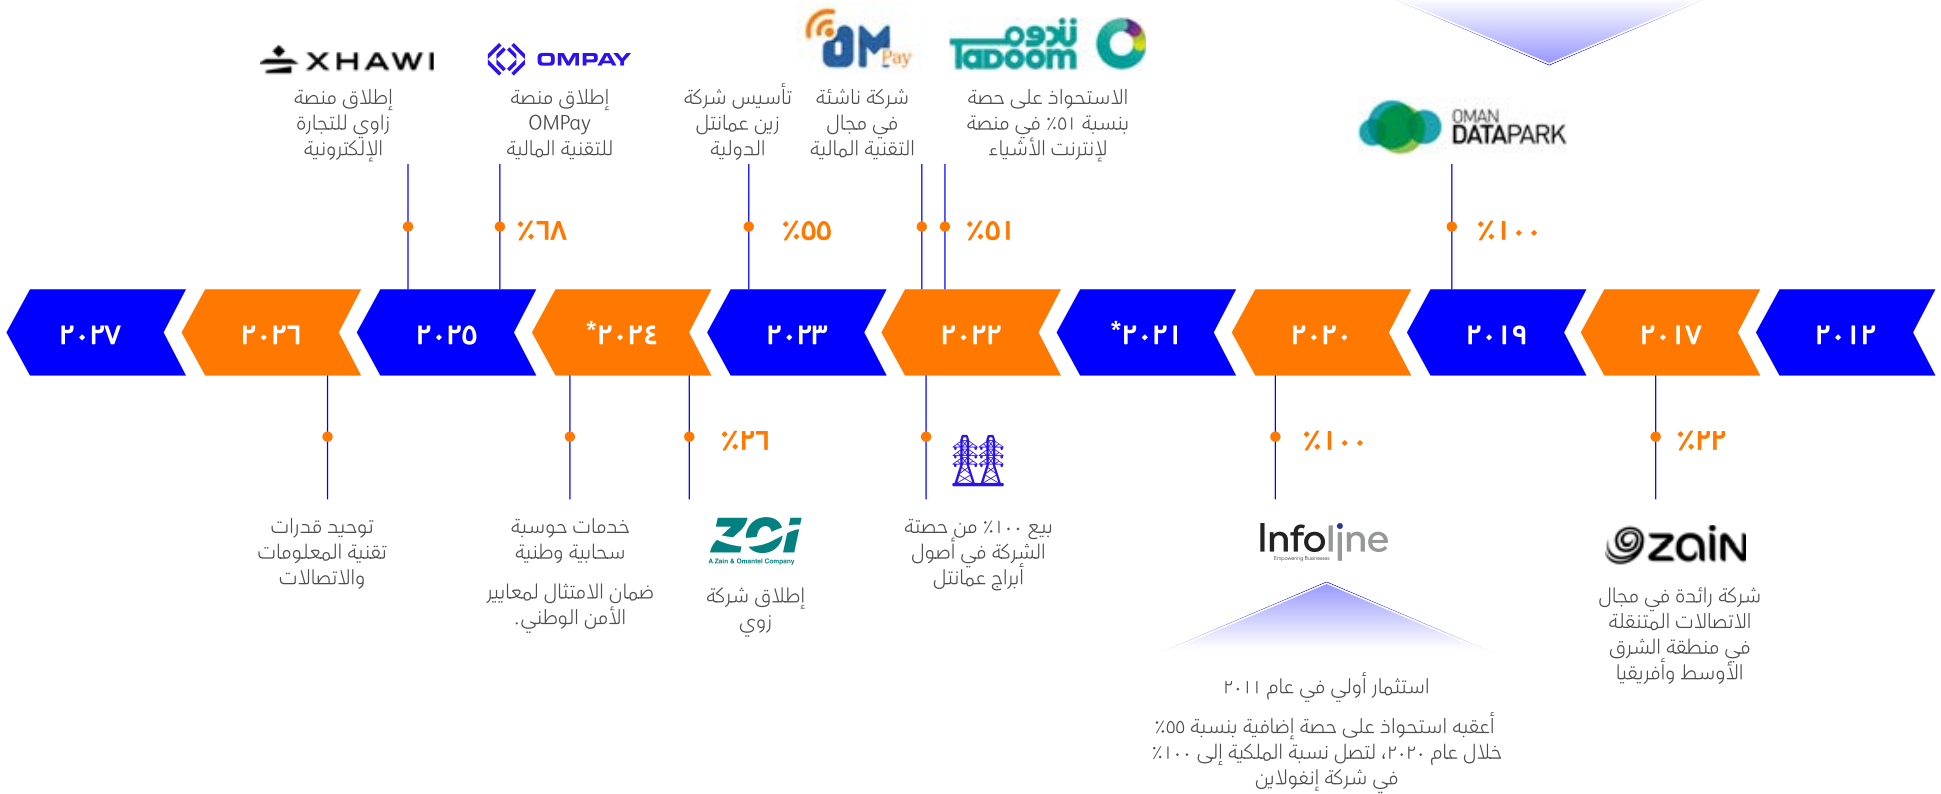 OMAN
DATAPARK
٪١٠٠
تدووم
Tadoom
الاستحواذ على حصة
بنسبة ٥١٪ في منصة
لإنترنت الأشياء
٪٥١
OM
Pay
شركة ناشئة
في مجال
التقنية المالية
تأسيس شركة
زين عمانتل
الدولية
٪٥٥
OMPAY
إطلاق منصة
OMPay
للتقنية المالية
٪٦٨
XHAWI
إطلاق منصة
زاوي للتجارة
الإلكترونية
٢٠١٢
٢٠١٧
٢٠١٩
٢٠٢٠
*٢٠٢١
٢٠٢٢
٢٠٢٣
*٢٠٢٤
٢٠٢٥
٢٠٢٦
٢٠٢٧
٪٢٢
zain
شركة رائدة في مجال
الاتصالات المتنقلة
في منطقة الشرق
الأوسط وأفريقيا
٪١٠٠
Infoline
Empowering Businesses
استثمار أولي في عام ٢٠١١
أعقبه استحواذ على حصة إضافية بنسبة ٥٥٪
خلال عام ٢٠٢٠، لتصل نسبة الملكية إلى ١٠٠٪
في شركة إنفولاين
بيع ١٠٠٪ من حصتة
الشركة في أصول
أبراج عمانتل
٪٢٦
ZOi
A Zain & Omantel Company
إطلاق شركة
زوي
خدمات حوسبة
سحابية وطنية
ضمان الامتثال لمعايير
الأمن الوطني.
توحيد قدرات
تقنية المعلومات
والاتصالات